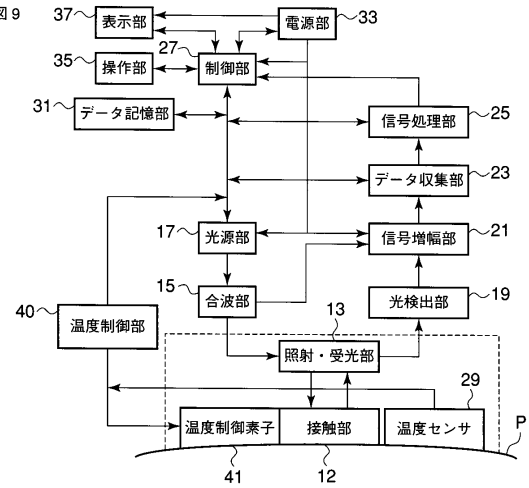 図9
37
表示部
電源部
33
27
35
操作部
制御部
31
データ記憶部
信号処理部
25
データ収集部
23
17
光源部
信号増幅部
21
15
合波部
光検出部
19
40
温度制御部
13
照射・受光部
29
温度制御素子
接触部
温度センサ
P
41
12